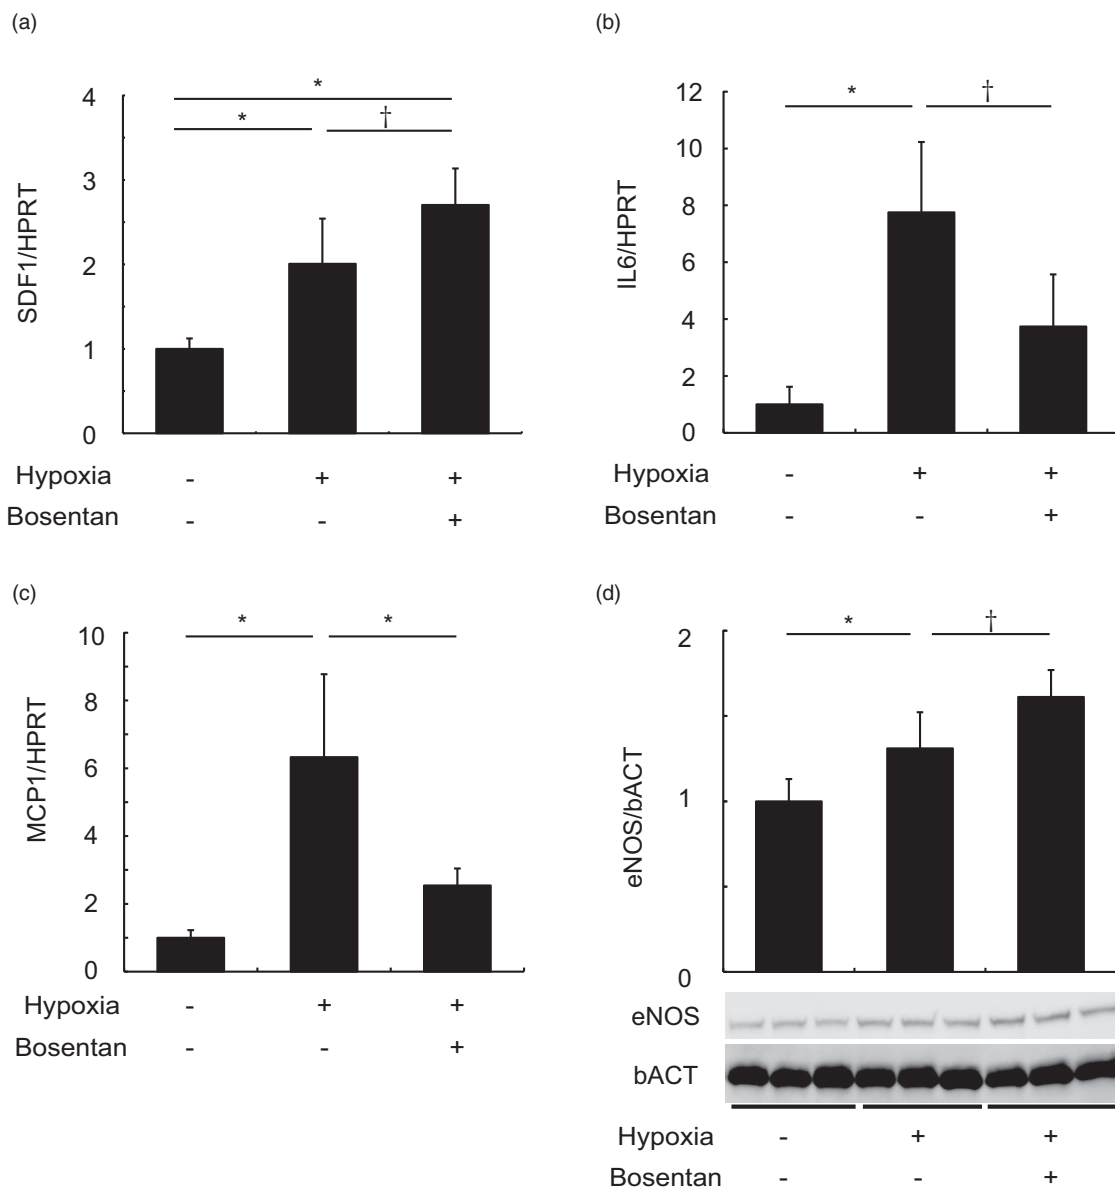 (a)
*
* †
4
3
2
1
0
SDF1/HPRT
Hypoxia - + +
Bosentan - - +
(b)
* †
12
10
8
6
4
2
0
IL6/HPRT
Hypoxia - + +
Bosentan - - +
(c)
* *
10
8
6
4
2
0
MCP1/HPRT
Hypoxia - + +
Bosentan - - +
(d)
* †
2
1
0
eNOS/bACT
eNOS
bACT
Hypoxia - + +
Bosentan - - +